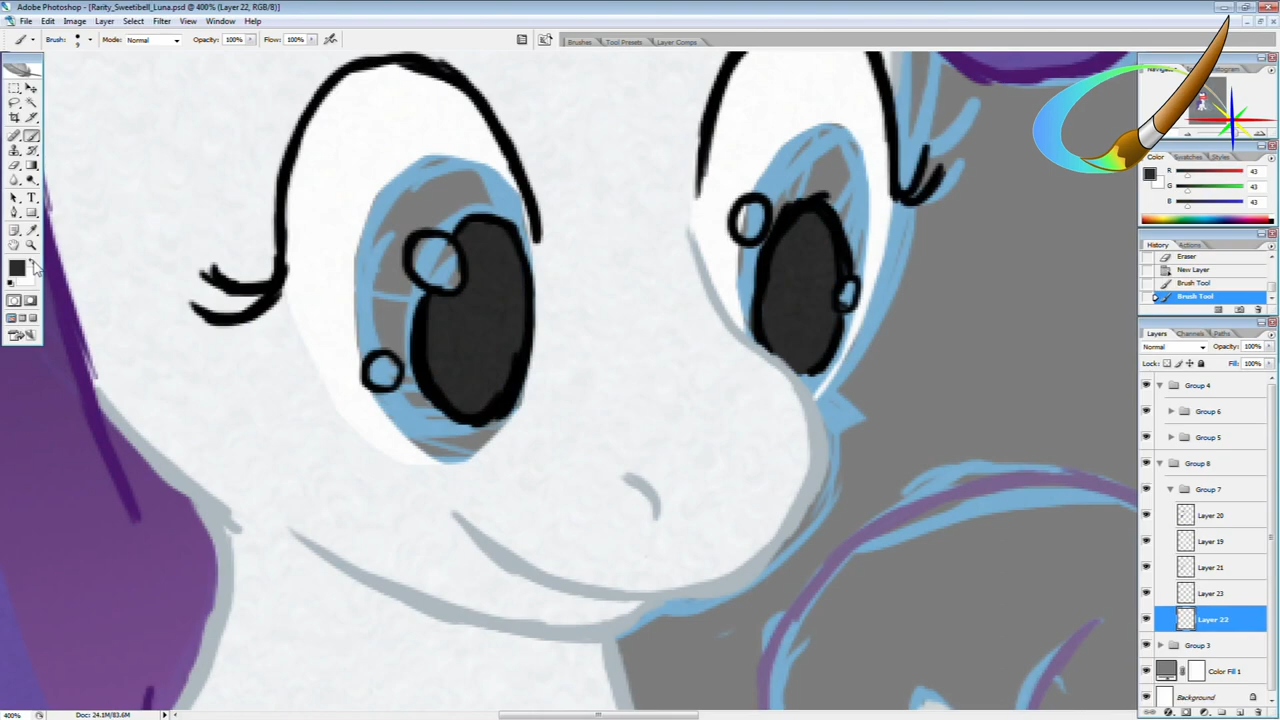 Adobe Photoshop - [Rarity_Sweetibell_Luna.psd @ 400% (Layer 22, RGB/8)]
File Edit Image Layer Select Filter View Window Help
Brush: 9 Mode: Normal Opacity: 100% Flow: 100% Brushes Tool Presets Layer Comps
Color Swatches Styles
R 43
G 43
B 43
History Actions
Eraser
New Layer
Brush Tool
Brush Tool
Layers Channels Paths
Normal Opacity: 100%
Lock: Fill: 100%
Group 4
Group 6
Group 5
Group 8
Group 7
Layer 20
Layer 19
Layer 21
Layer 23
Layer 22
Group 3
Color Fill 1
Background
400% Doc: 24.1M/83.6M